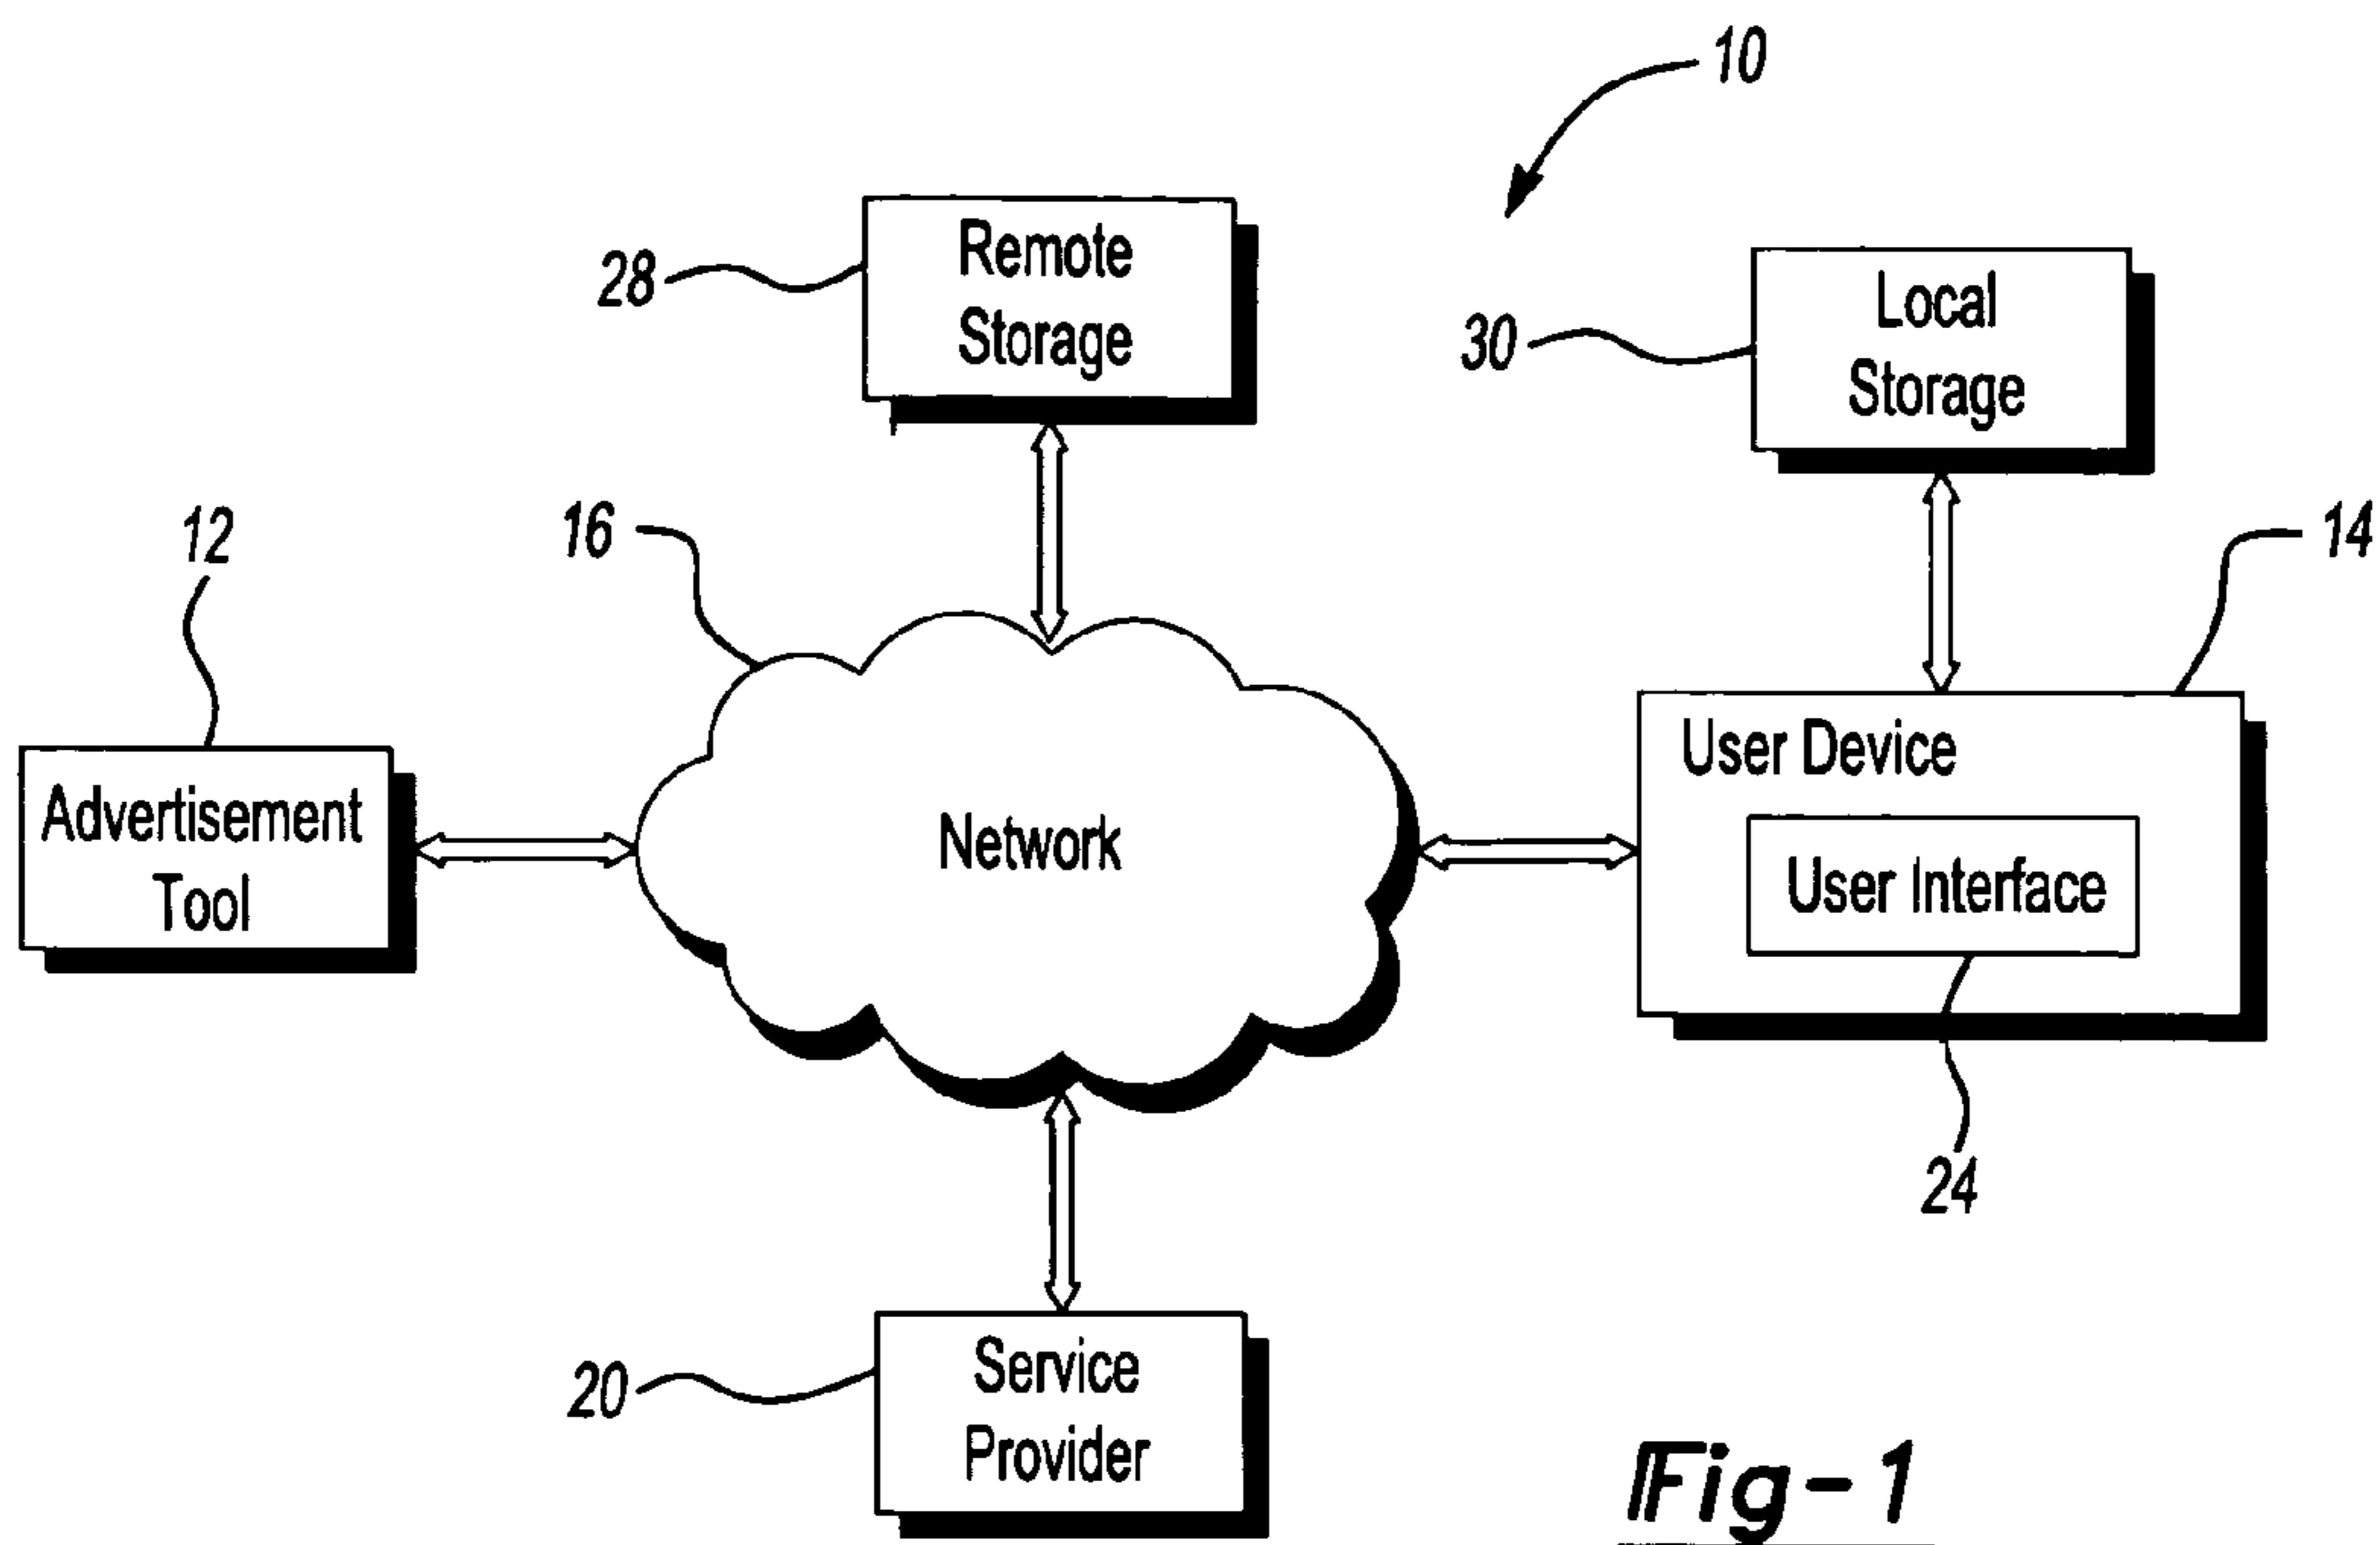 10
Remote
Storage
28
Local
Storage
30
12
16
14
Advertisement
Tool
Network
User Device
User Interface
24
Service
Provider
20
Fig-1